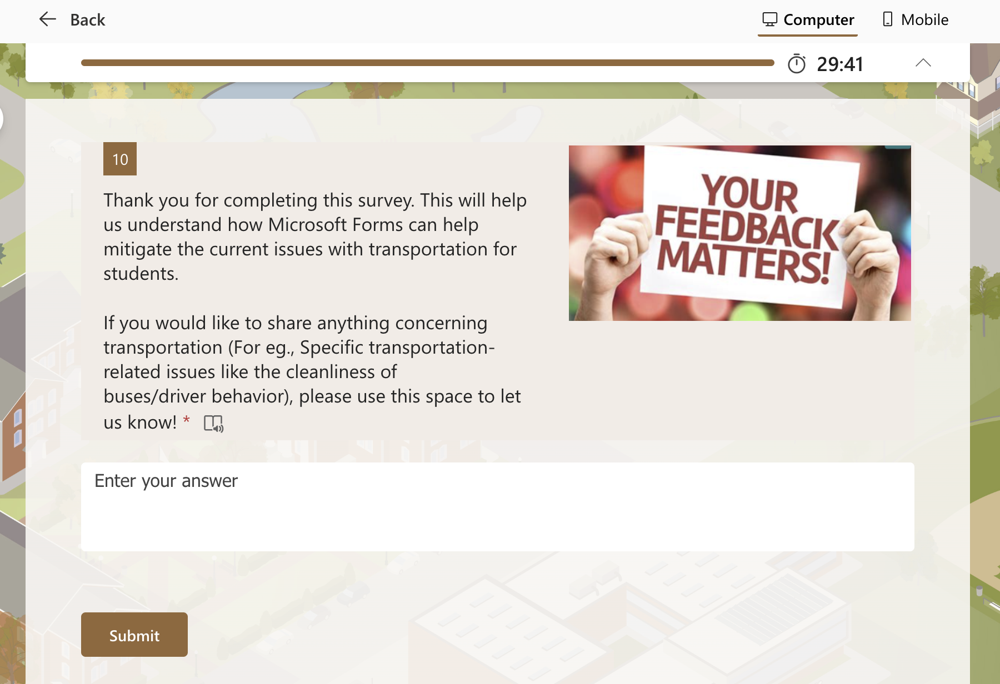 Back
Computer
Mobile
29:41
10
Thank you for completing this survey. This will help
us understand how Microsoft Forms can help
mitigate the current issues with transportation for
students.
If you would like to share anything concerning
transportation (For eg., Specific transportation-
related issues like the cleanliness of
buses/driver behavior), please use this space to let
us know! *
YOUR
FEEDBACK
MATTERS!
Enter your answer
Submit